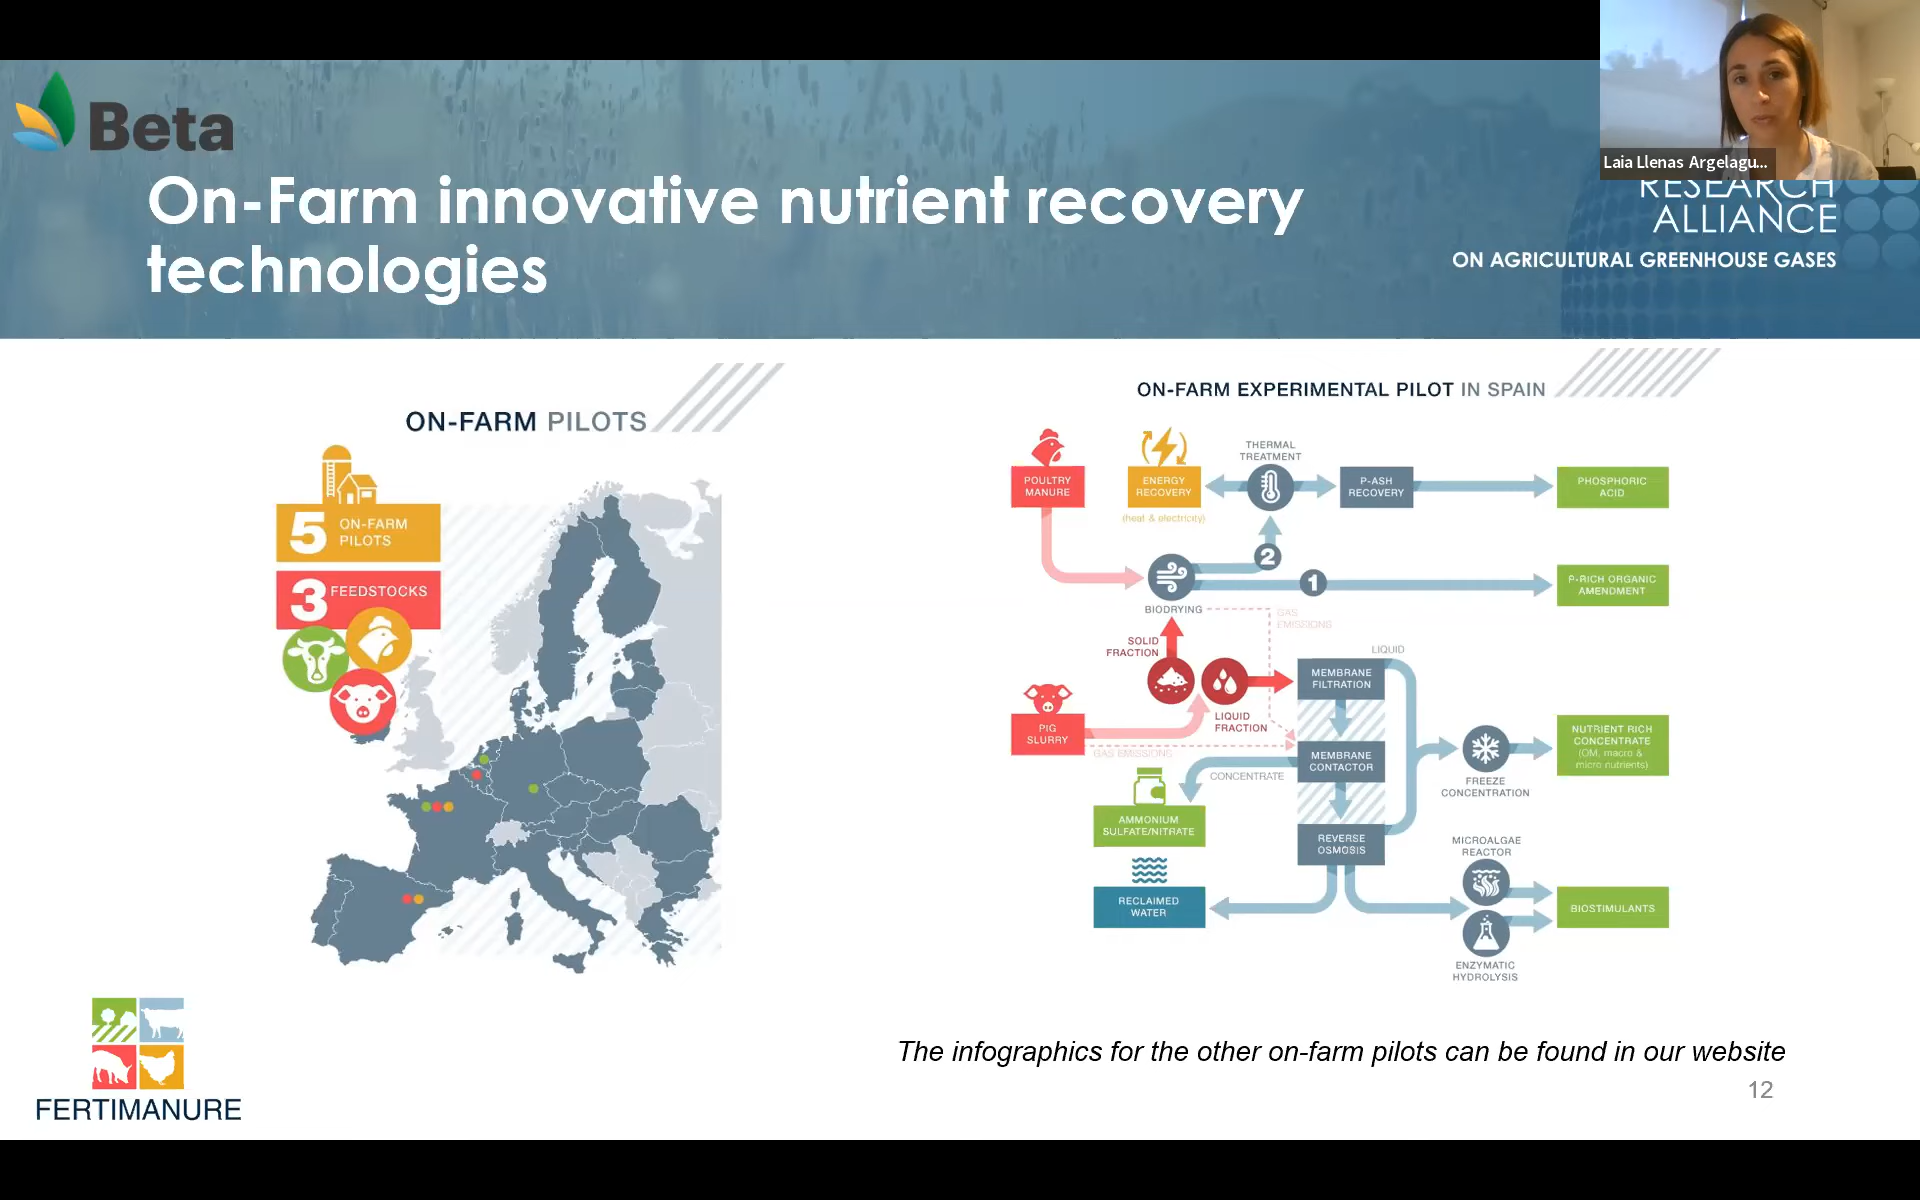 Beta
On-Farm innovative nutrient recovery
technologies
Laia Llenas Argelagu...
RESEARCH
ALLIANCE
ON AGRICULTURAL GREENHOUSE GASES
ON-FARM PILOTS
5 ON-FARM
PILOTS
3 FEEDSTOCKS
ON-FARM EXPERIMENTAL PILOT IN SPAIN
POULTRY
MANURE
ENERGY
RECOVERY
(heat & electricity)
THERMAL
TREATMENT
P-ASH
RECOVERY
PHOSPHORIC
ACID
2
1
BIODRYING
P-RICH ORGANIC
AMENDMENT
GAS
EMISSIONS
SOLID
FRACTION
LIQUID
MEMBRANE
FILTRATION
PIG
SLURRY
LIQUID
FRACTION
GAS EMISSIONS
MEMBRANE
CONTACTOR
CONCENTRATE
FREEZE
CONCENTRATION
NUTRIENT RICH
CONCENTRATE
(OM, macro &
micro nutrients)
AMMONIUM
SULFATE/NITRATE
REVERSE
OSMOSIS
MICROALGAE
REACTOR
RECLAIMED
WATER
BIOSTIMULANTS
ENZYMATIC
HYDROLYSIS
FERTIMANURE
The infographics for the other on-farm pilots can be found in our website
12